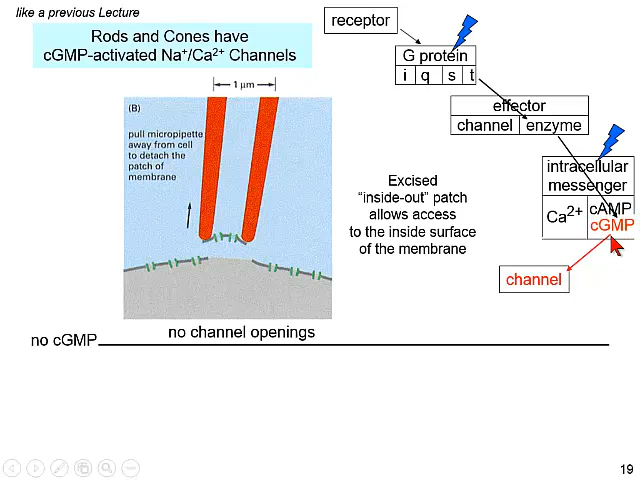 like a previous Lecture
Rods and Cones have
cGMP-activated Na⁺/Ca²⁺ Channels
receptor
G protein
i q s t
effector
channel enzyme
intracellular
messenger
Ca²⁺ cAMP
cGMP
channel
(B)
1 μm
pull micropipette
away from cell
to detach the
patch of
membrane
Excised
"inside-out" patch
allows access
to the inside surface
of the membrane
no channel openings
no cGMP
19